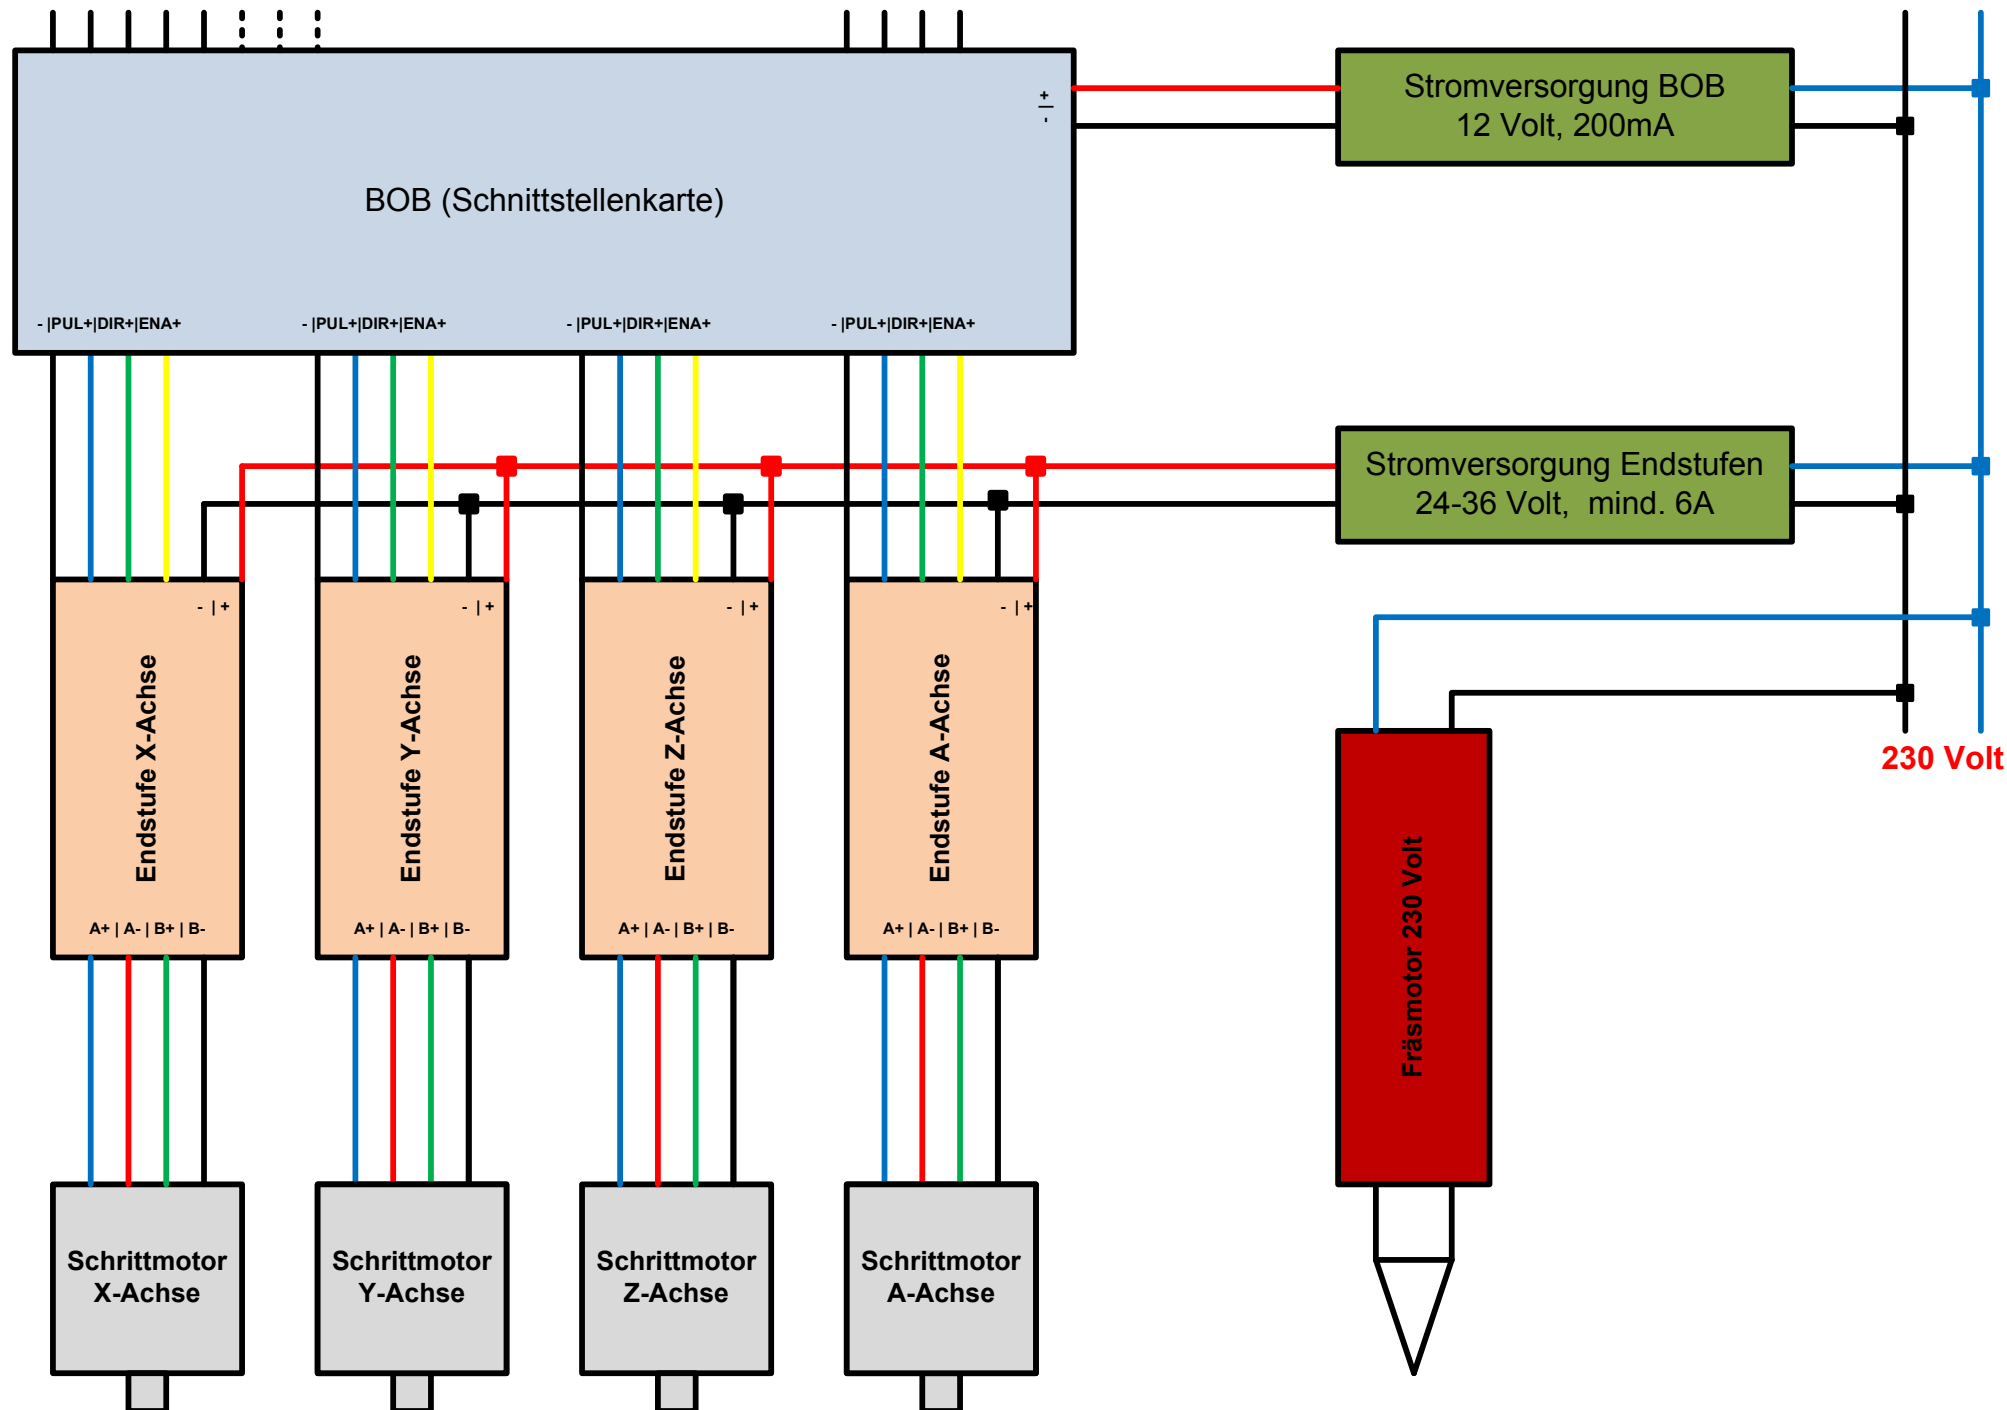 Stromversorgung BOB
12 Volt, 200mA
+
-
BOB (Schnittstellenkarte)
- |PUL+|DIR+|ENA+
- |PUL+|DIR+|ENA+
- |PUL+|DIR+|ENA+
- |PUL+|DIR+|ENA+
Stromversorgung Endstufen
24-36 Volt,  mind. 6A
- | +
- | +
- | +
- | +
Endstufe X-Achse
Endstufe Y-Achse
Endstufe Z-Achse
Endstufe A-Achse
230 Volt
Fräsmotor 230 Volt
A+ | A- | B+ | B-
A+ | A- | B+ | B-
A+ | A- | B+ | B-
A+ | A- | B+ | B-
Schrittmotor
X-Achse
Schrittmotor
Y-Achse
Schrittmotor
Z-Achse
Schrittmotor
A-Achse